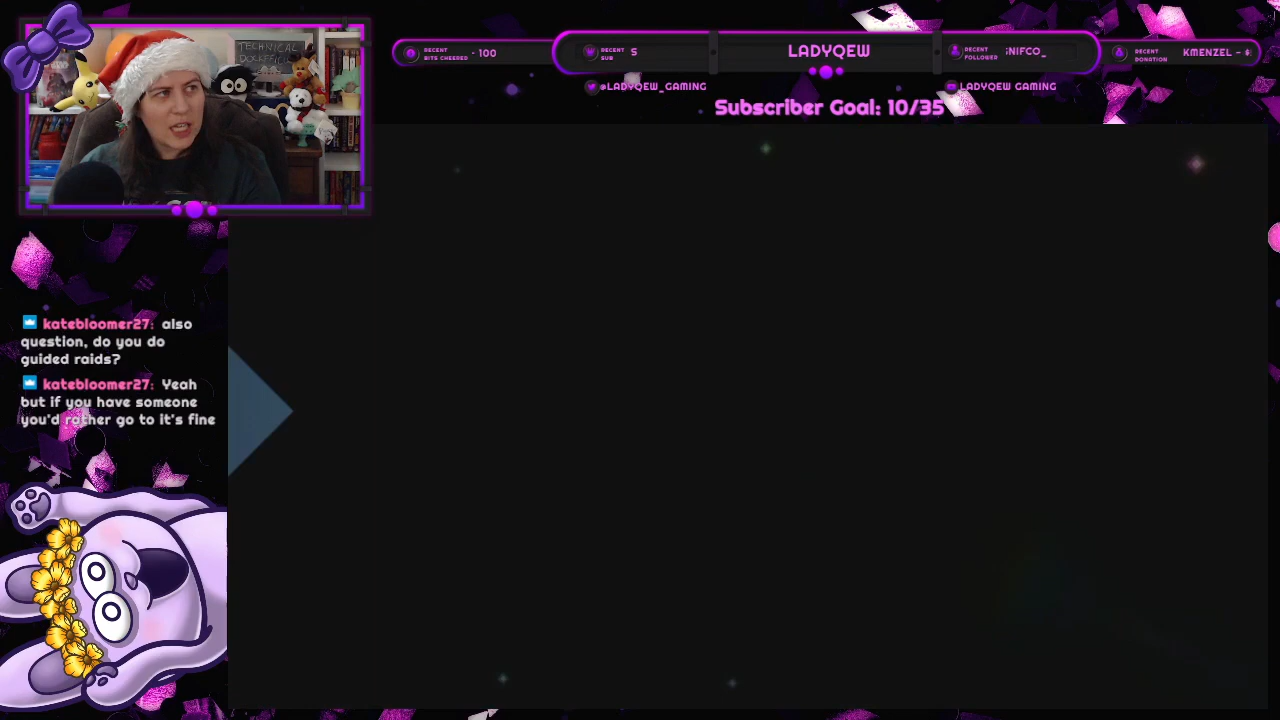 TECHNICAL
RECENT
BITS CHEERED
- 100
RECENT
SUB
S
LADYQEW
RECENT
FOLLOWER
;NIFCO_
RECENT
DONATION
KMENZEL - $
@LADYQEW_GAMING
LADYQEW GAMING
Subscriber Goal: 10/35
katebloomer27: also
question, do you do
guided raids?
katebloomer27: Yeah
but if you have someone
you'd rather go to it's fine